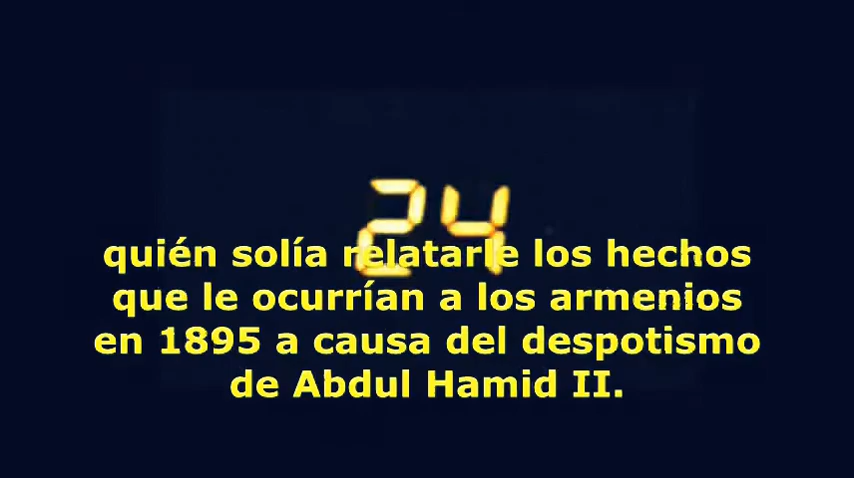 24
quién solía relatarle los hechos
que le ocurrían a los armenios
en 1895 a causa del despotismo
de Abdul Hamid II.